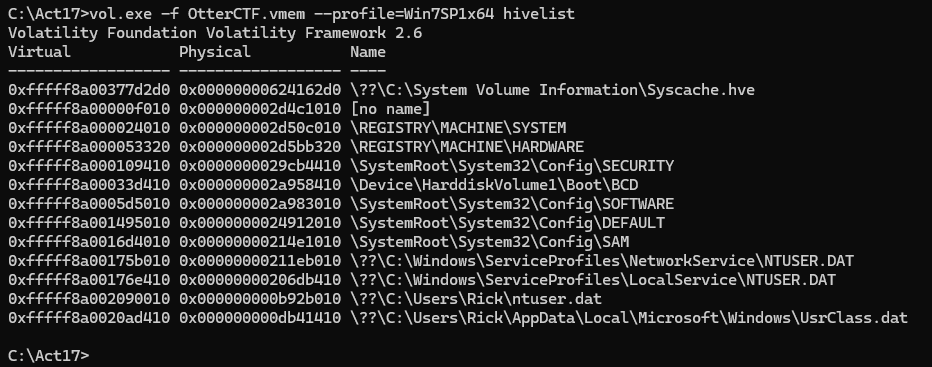 C:\Act17>vol.exe -f OtterCTF.vmem --profile=Win7SP1x64 hivelist
Volatility Foundation Volatility Framework 2.6
Virtual            Physical           Name
------------------ ------------------ ----
0xfffff8a00377d2d0 0x00000000624162d0 \??\C:\System Volume Information\Syscache.hve
0xfffff8a00000f010 0x000000002d4c1010 [no name]
0xfffff8a000024010 0x000000002d50c010 \REGISTRY\MACHINE\SYSTEM
0xfffff8a000053320 0x000000002d5bb320 \REGISTRY\MACHINE\HARDWARE
0xfffff8a000109410 0x0000000029cb4410 \SystemRoot\System32\Config\SECURITY
0xfffff8a00033d410 0x000000002a958410 \Device\HarddiskVolume1\Boot\BCD
0xfffff8a0005d5010 0x000000002a983010 \SystemRoot\System32\Config\SOFTWARE
0xfffff8a001495010 0x0000000024912010 \SystemRoot\System32\Config\DEFAULT
0xfffff8a0016d4010 0x00000000214e1010 \SystemRoot\System32\Config\SAM
0xfffff8a00175b010 0x00000000211eb010 \??\C:\Windows\ServiceProfiles\NetworkService\NTUSER.DAT
0xfffff8a00176e410 0x00000000206db410 \??\C:\Windows\ServiceProfiles\LocalService\NTUSER.DAT
0xfffff8a002090010 0x000000000b92b010 \??\C:\Users\Rick\ntuser.dat
0xfffff8a0020ad410 0x000000000db41410 \??\C:\Users\Rick\AppData\Local\Microsoft\Windows\UsrClass.dat
C:\Act17>